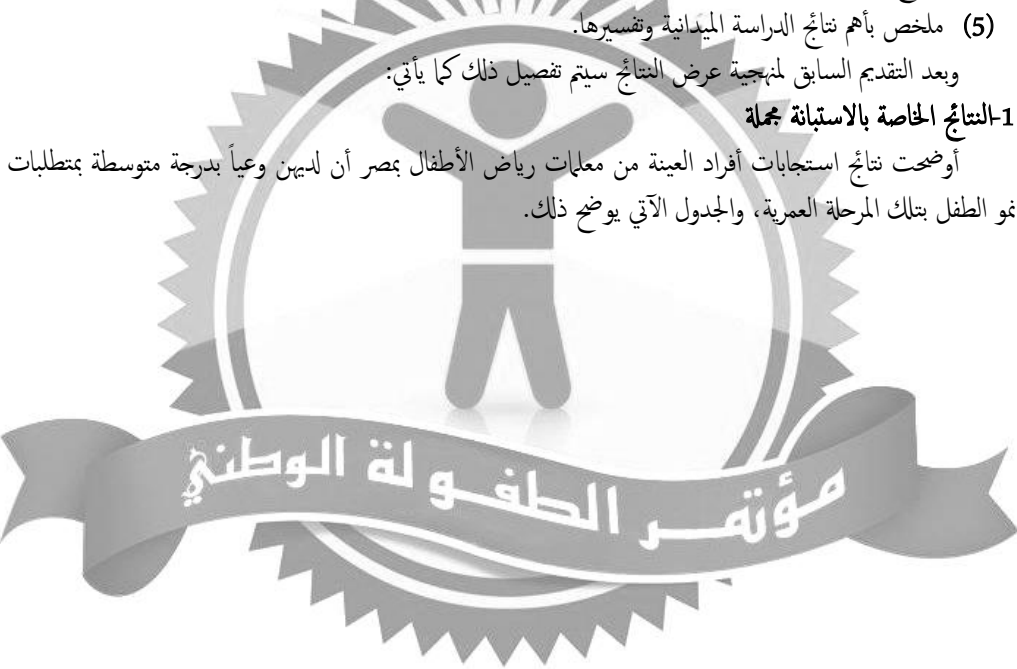 (5) ملخص بأهم نتائج الدراسة الميدانية وتفسيرها.
وبعد التقديم السابق لمنهجية عرض النتائج سيتم تفصيل ذلك كما يأتي:
1-النتائج الخاصة بالاستبانة مجملة
أوضحت نتائج استجابات أفراد العينة من معلمات رياض الأطفال بمصر أن لديهن وعياً بدرجة متوسطة بمتطلبات
نمو الطفل بتلك المرحلة العمرية، والجدول الآتي يوضح ذلك.
مؤتمـــر الطفـــولة الوطني